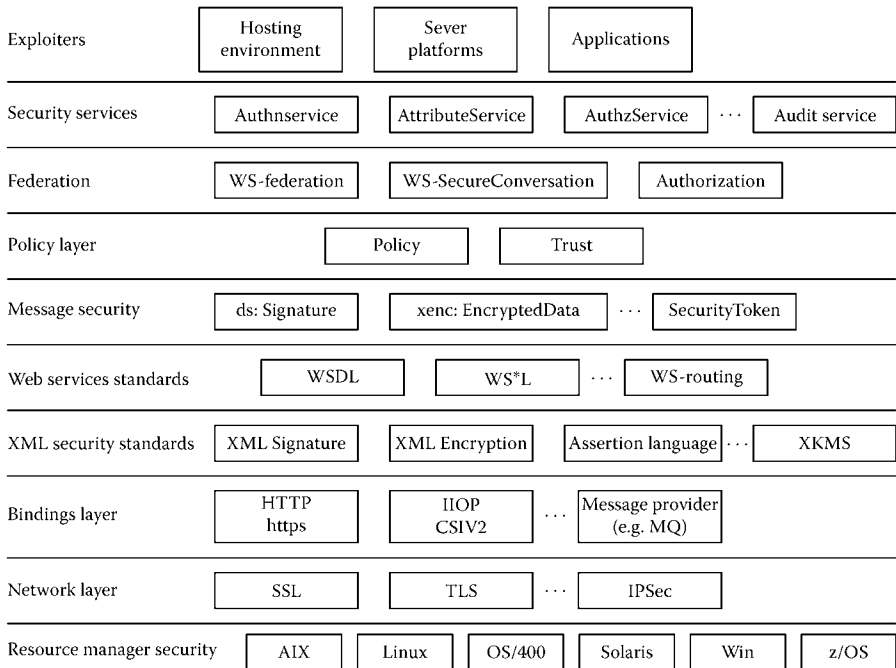 Exploiters Hosting environment Sever platforms Applications
Security services Authnservice AttributeService AuthzService ... Audit service
Federation WS-federation WS-SecureConversation Authorization
Policy layer Policy Trust
Message security ds: Signature xenc: EncryptedData ... SecurityToken
Web services standards WSDL WS*L ... WS-routing
XML security standards XML Signature XML Encryption Assertion language ... XKMS
Bindings layer HTTP https IIOP CSIV2 ... Message provider (e.g. MQ)
Network layer SSL TLS ... IPSec
Resource manager security AIX Linux OS/400 Solaris Win z/OS